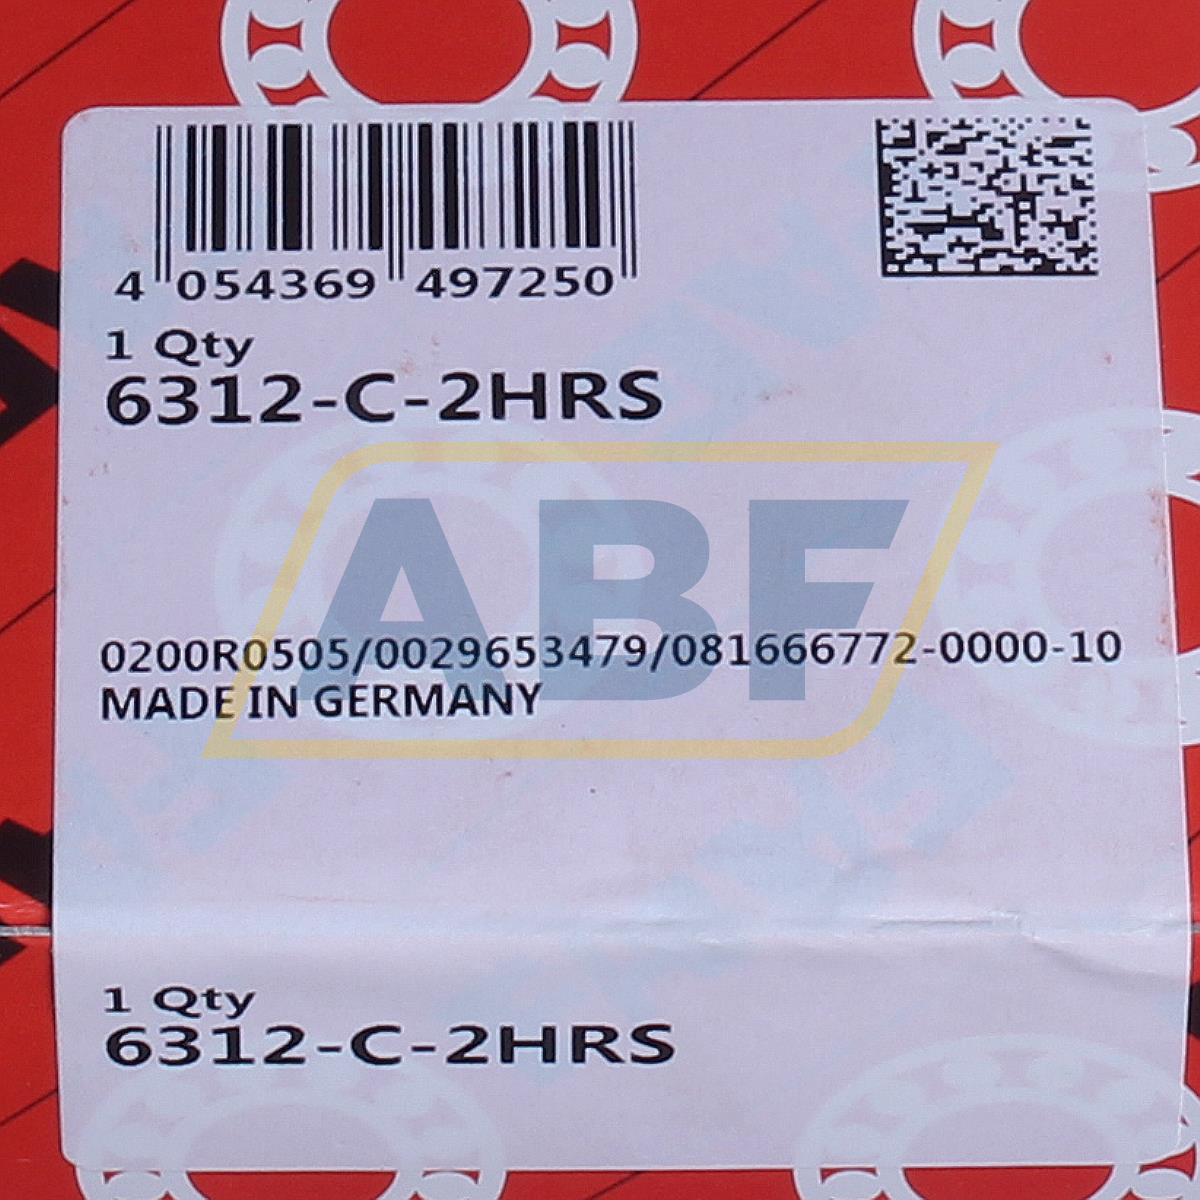 4 054369 497250
1 Qty
6312-C-2HRS
ABF
0200R0505/0029653479/081666772-0000-10
MADE IN GERMANY
1 Qty
6312-C-2HRS